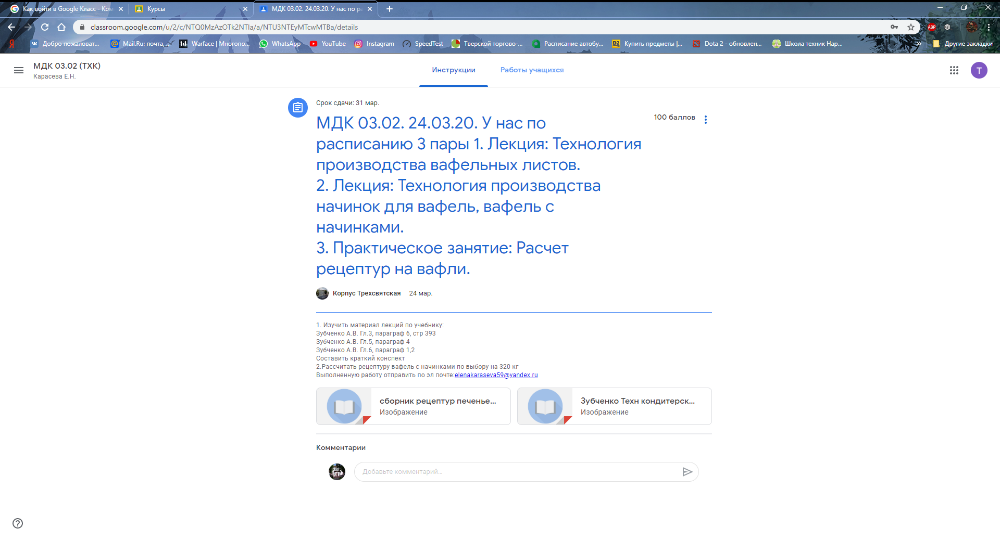 Как войти в Google Класс - Ком
Курсы
МДК 03.02. 24.03.20. У нас по ра
classroom.google.com/u/2/c/NTQ0MzAzOTk2NTIa/a/NTU3NTEyMTcwMTBa/details
ABP
Я
Добро пожаловат...
Mail.Ru: почта, ...
Warface | Многопо...
WhatsApp
YouTube
Instagram
SpeedTest
Тверской торгово-...
Расписание автобу...
Купить предметы |...
Dota 2 - обновлен...
Школа техник Нар...
»
Другие закладки
МДК 03.02 (ТХК)
Карасева Е.Н.
Инструкции
Работы учащихся
T
Срок сдачи: 31 мар.
МДК 03.02. 24.03.20. У нас по
расписанию 3 пары 1. Лекция: Технология
производства вафельных листов.
2. Лекция: Технология производства
начинок для вафель, вафель с
начинками.
3. Практическое занятие: Расчет
рецептур на вафли.
100 баллов
Корпус Трехсвятская 24 мар.
1. Изучить материал лекций по учебнику:
Зубченко А.В. Гл.3, параграф 6, стр 393
Зубченко А.В. Гл.5, параграф 4
Зубченко А.В. Гл.6, параграф 1,2
Составить краткий конспект
2.Рассчитать рецептуру вафель с начинками по выбору на 320 кг
Выполненную работу отправить по эл почте:elenakaraseva59@yandex.ru
сборник рецептур печенье...
Изображение
Зубченко Техн кондитерск...
Изображение
Комментарии
Добавьте комментарий...